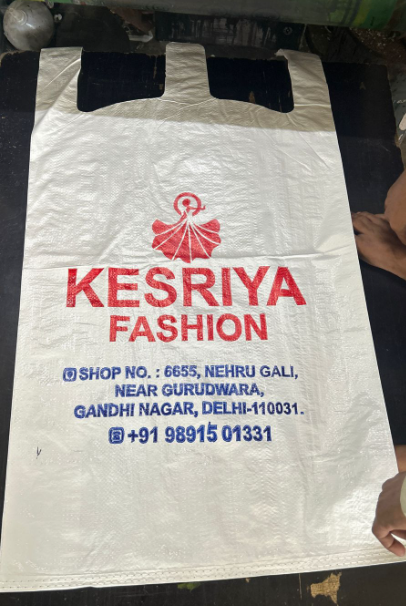 KESRIYA
FASHION
SHOP NO. : 6655, NEHRU GALI,
NEAR GURUDWARA,
GANDHI NAGAR, DELHI-110031.
+91 98915 01331